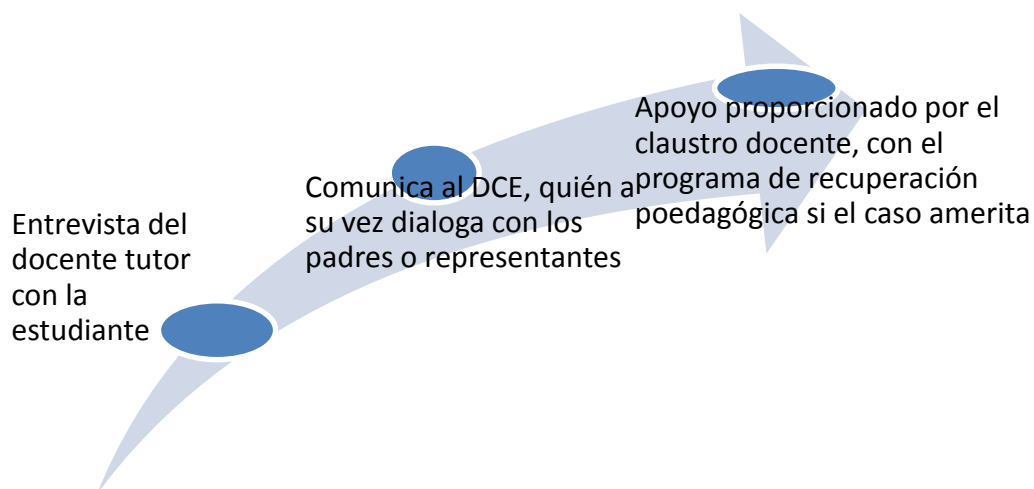 Entrevista del
docente tutor
con la
estudiante
Comunica al DCE, quién a
su vez dialoga con los
padres o representantes
Apoyo proporcionado por el
claustro docente, con el
programa de recuperación
poedagógica si el caso amerita